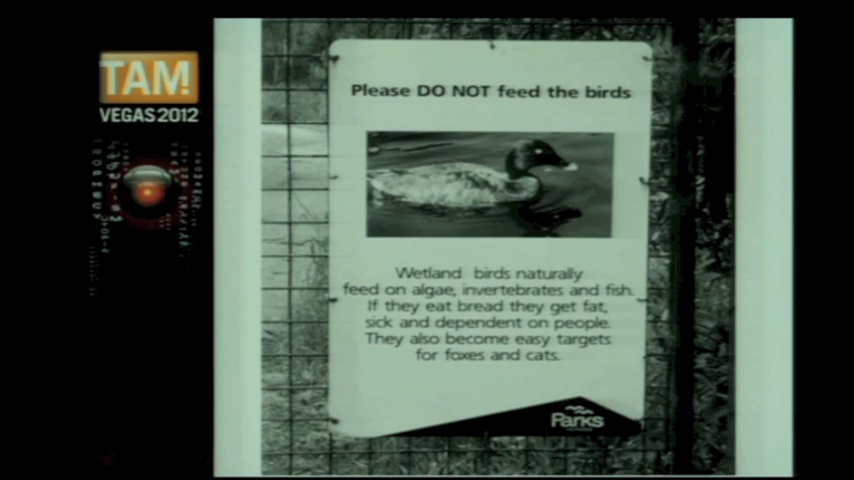 TAM!
VEGAS 2012
Please DO NOT feed the birds
Wetland birds naturally
feed on algae, invertebrates and fish.
If they eat bread they get fat,
sick and dependent on people.
They also become easy targets
for foxes and cats.
Parks